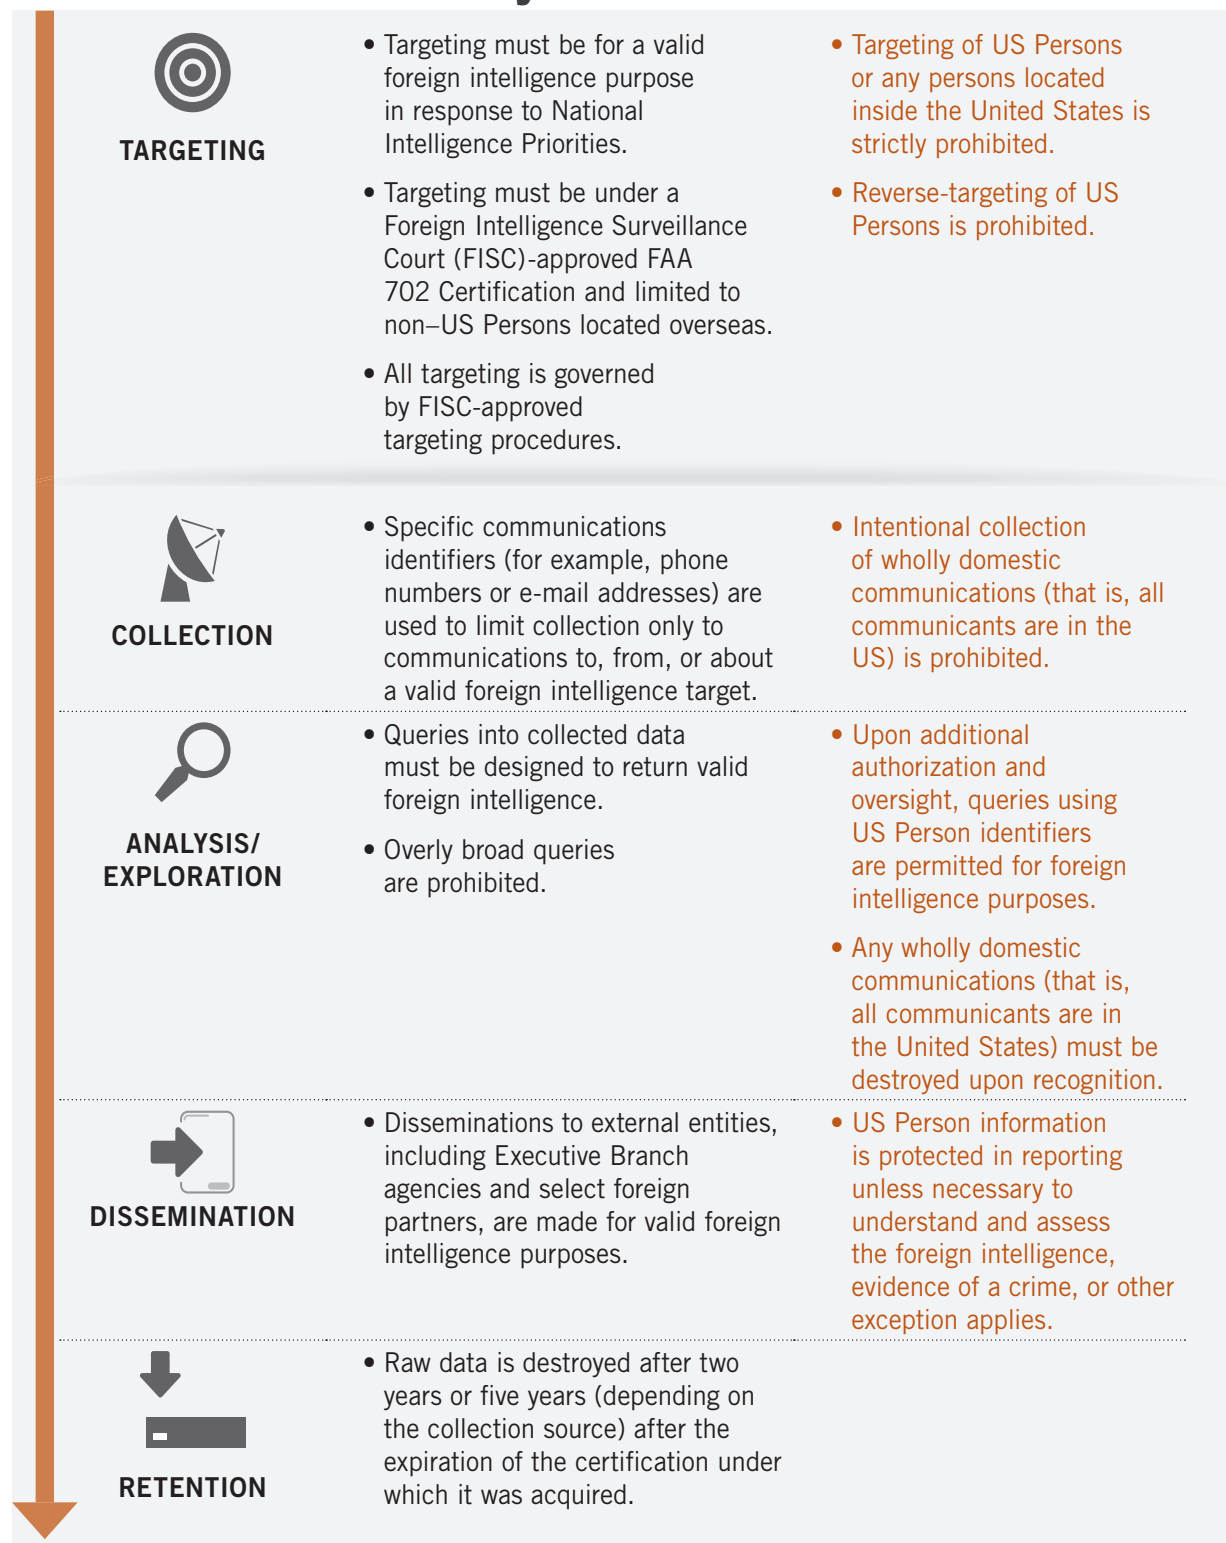 TARGETING
• Targeting must be for a valid
foreign intelligence purpose
in response to National
Intelligence Priorities.
• Targeting must be under a
Foreign Intelligence Surveillance
Court (FISC)-approved FAA
702 Certification and limited to
non–US Persons located overseas.
• All targeting is governed
by FISC-approved
targeting procedures.
• Targeting of US Persons
or any persons located
inside the United States is
strictly prohibited.
• Reverse-targeting of US
Persons is prohibited.
COLLECTION
• Specific communications
identifiers (for example, phone
numbers or e-mail addresses) are
used to limit collection only to
communications to, from, or about
a valid foreign intelligence target.
• Intentional collection
of wholly domestic
communications (that is, all
communicants are in the
US) is prohibited.
ANALYSIS/
EXPLORATION
• Queries into collected data
must be designed to return valid
foreign intelligence.
• Overly broad queries
are prohibited.
• Upon additional
authorization and
oversight, queries using
US Person identifiers
are permitted for foreign
intelligence purposes.
• Any wholly domestic
communications (that is,
all communicants are in
the United States) must be
destroyed upon recognition.
DISSEMINATION
• Disseminations to external entities,
including Executive Branch
agencies and select foreign
partners, are made for valid foreign
intelligence purposes.
• US Person information
is protected in reporting
unless necessary to
understand and assess
the foreign intelligence,
evidence of a crime, or other
exception applies.
RETENTION
• Raw data is destroyed after two
years or five years (depending on
the collection source) after the
expiration of the certification under
which it was acquired.